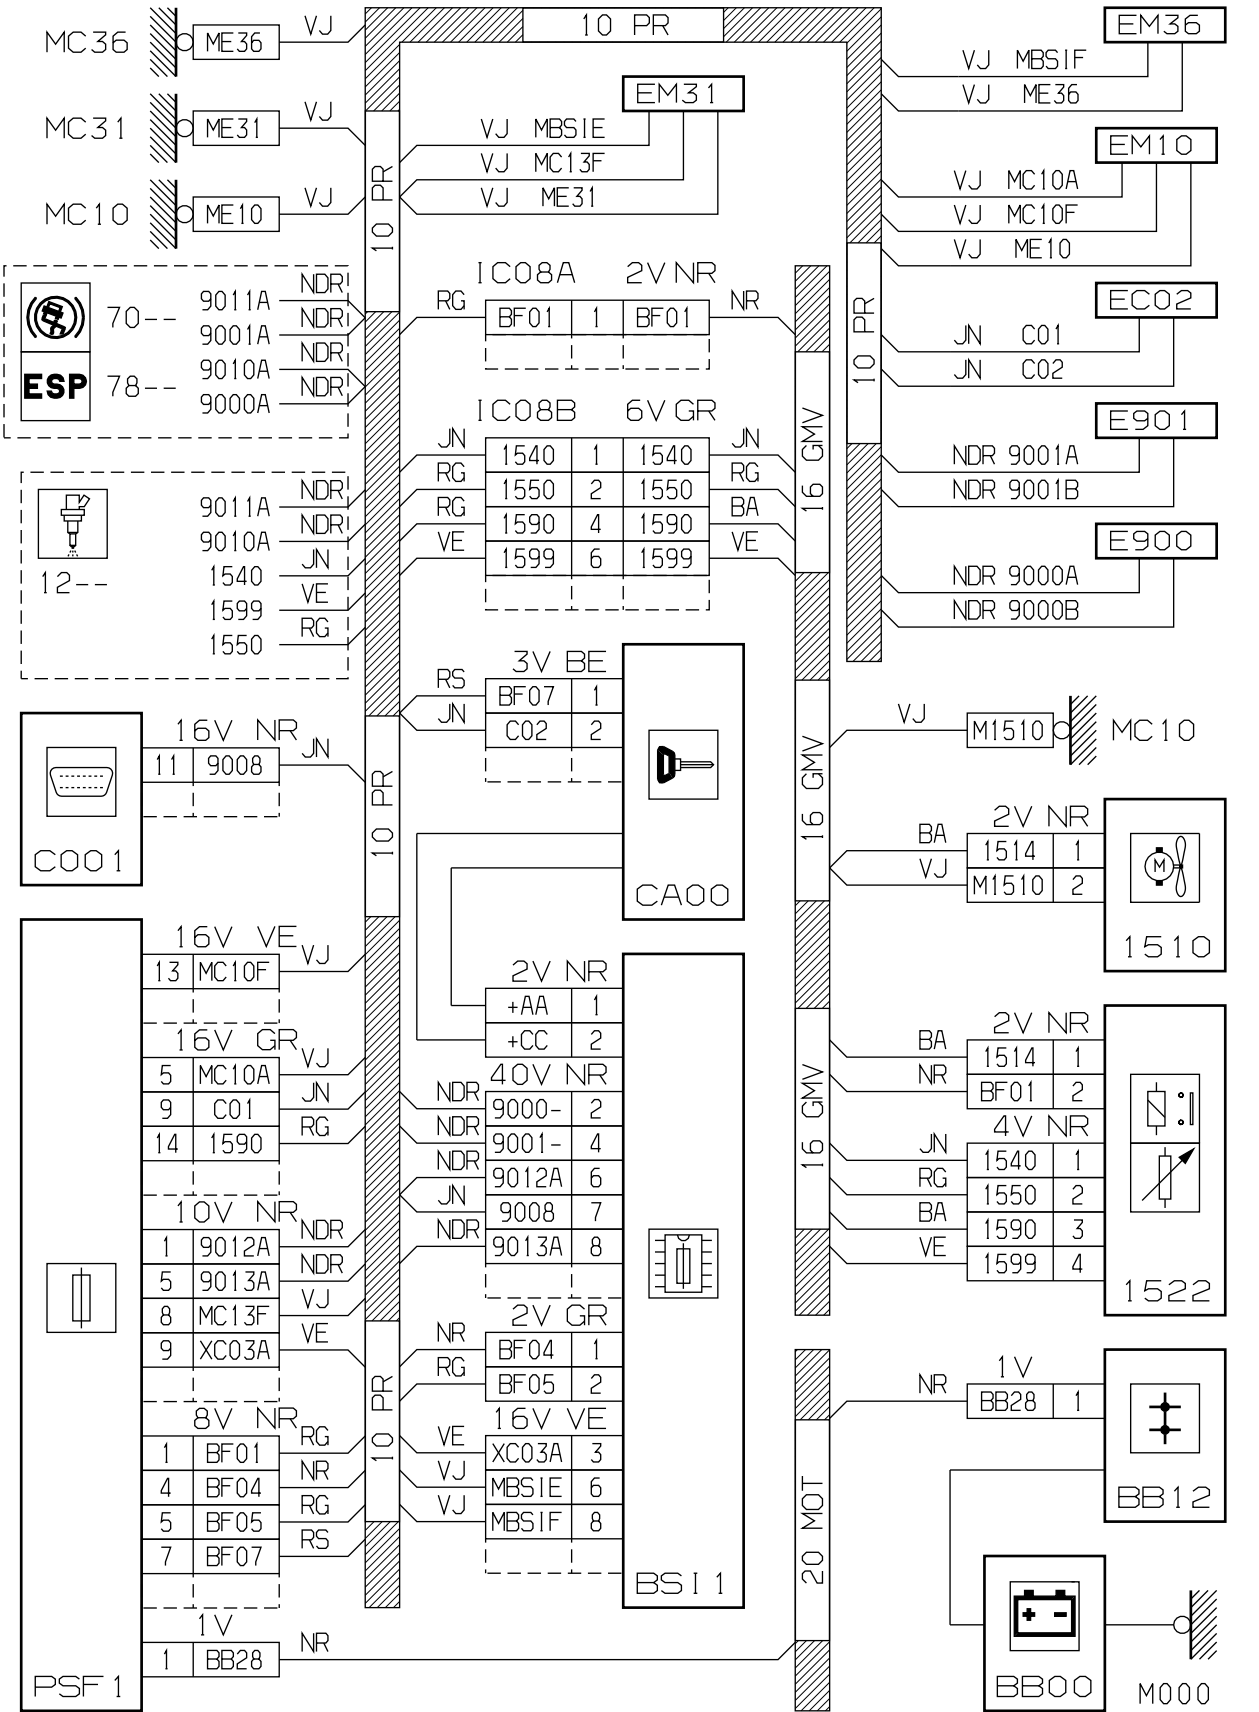 MC36 ME36 VJ
MC31 ME31 VJ
MC10 ME10 VJ
10 PR
10 PR
EM31
VJ MBSIE
VJ MC13F
VJ ME31
EM36
VJ MBSIF
VJ ME36
EM10
VJ MC10A
VJ MC10F
VJ ME10
10 PR
EC02
JN C01
JN C02
E901
NDR 9001A
NDR 9001B
E900
NDR 9000A
NDR 9000B
70--
ESP 78--
9011A NDR
9001A NDR
9010A NDR
9000A NDR
12--
9011A NDR
9010A NDR
1540 JN
1599 VE
1550 RG
IC08A 2V NR
RG BF01 1 BF01 NR
IC08B 6V GR
JN 1540 1 1540 JN
RG 1550 2 1550 RG
RG 1590 4 1590 BA
VE 1599 6 1599 VE
16 GMV
3V BE
RS BF07 1
JN C02 2
CA00
16V NR
11 9008 JN
C001
10 PR
16 GMV
VJ M1510 MC10
2V NR
BA 1514 1
VJ M1510 2
1510
16V VE
13 MC10F VJ
16V GR
5 MC10A VJ
9 C01 JN
14 1590 RG
10V NR
1 9012A NDR
5 9013A NDR
8 MC13F VJ
9 XC03A VE
8V NR
1 BF01 RG
4 BF04 NR
5 BF05 RG
7 BF07 RS
1V
1 BB28 NR
PSF1
10 PR
2V NR
+AA 1
+CC 2
40V NR
NDR 9000- 2
NDR 9001- 4
NDR 9012A 6
JN 9008 7
NDR 9013A 8
2V GR
NR BF04 1
RG BF05 2
16V VE
VE XC03A 3
VJ MBSIE 6
VJ MBSIF 8
BSI1
16 GMV
2V NR
BA 1514 1
NR BF01 2
4V NR
JN 1540 1
RG 1550 2
BA 1590 3
VE 1599 4
1522
20 MOT
1V
NR BB28 1
BB12
M
+ -
BB00
M000